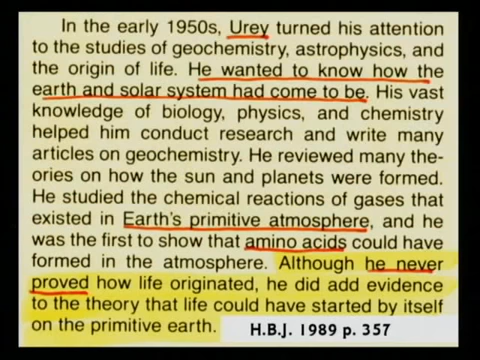 In the early 1950s, Urey turned his attention
to the studies of geochemistry, astrophysics, and
the origin of life. He wanted to know how the
earth and solar system had come to be. His vast
knowledge of biology, physics, and chemistry
helped him conduct research and write many
articles on geochemistry. He reviewed many the-
ories on how the sun and planets were formed.
He studied the chemical reactions of gases that
existed in Earth's primitive atmosphere, and he
was the first to show that amino acids could have
formed in the atmosphere. Although he never
proved how life originated, he did add evidence
to the theory that life could have started by itself
on the primitive earth.
H.B.J. 1989 p. 357